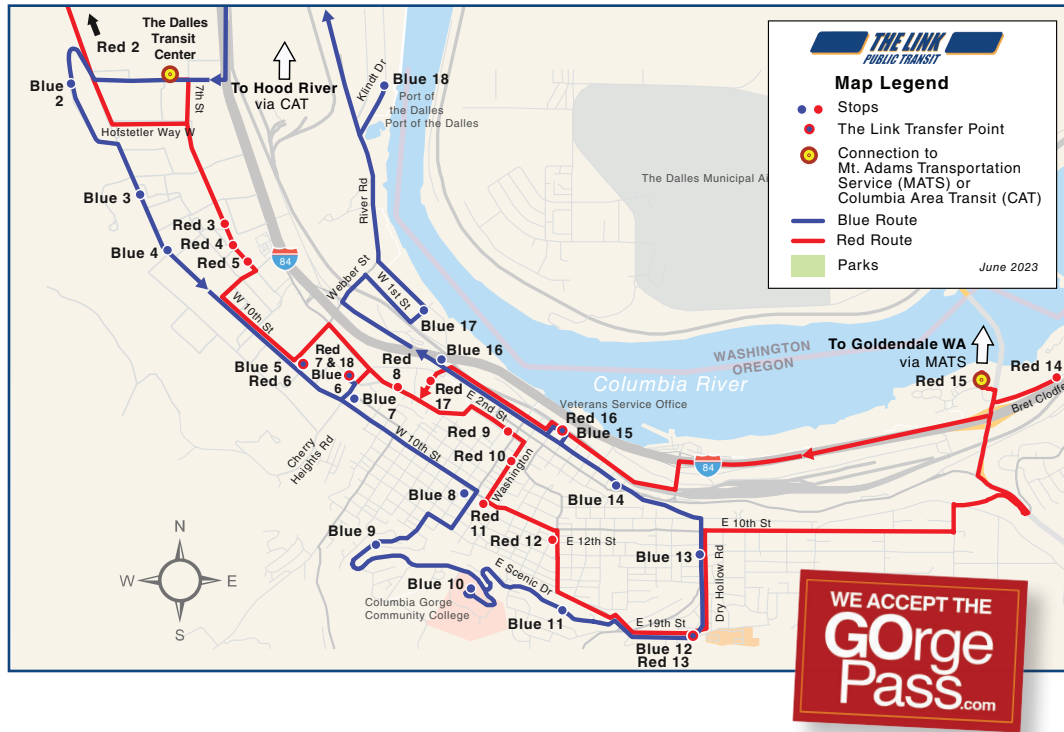 The Dalles
Transit
Center
Red 2
Blue
2
7th St
Hofstetler Way W
To Hood River
via CAT
Klindt Dr
Blue 18
Port of
the Dalles
Port of the Dalles
River Rd
The Dalles Municipal Ai
THE LINK
PUBLIC TRANSIT
Map Legend
Stops
The Link Transfer Point
Connection to
Mt. Adams Transportation
Service (MATS) or
Columbia Area Transit (CAT)
Blue Route
Red Route
Parks
June 2023
Blue 3
Blue 4
Red 3
Red 4
Red 5
84
Webber St
W 1st St
Blue 17
Blue 16
W 10th St
Blue 5
Red 6
Red
7 & 18
Blue
6
Blue
7
Red
8
Red
17
E 2nd St
WASHINGTON
OREGON
Columbia River
To Goldendale WA
via MATS
Red 15
Red 14
Bret Clodfe
Veterans Service Office
Red 16
Blue 15
Cherry
Heights Rd
W 10th St
Red 9
Red 10
Washington
84
Blue 14
Blue 8
Red
11
Blue 9
Red 12
E 12th St
E 10th St
Blue 13
Dry Hollow Rd
N
W
E
S
Blue 10
Columbia Gorge
Community College
E Scenic Dr
Blue 11
E 19th St
Blue 12
Red 13
WE ACCEPT THE
GOrge
Pass.com